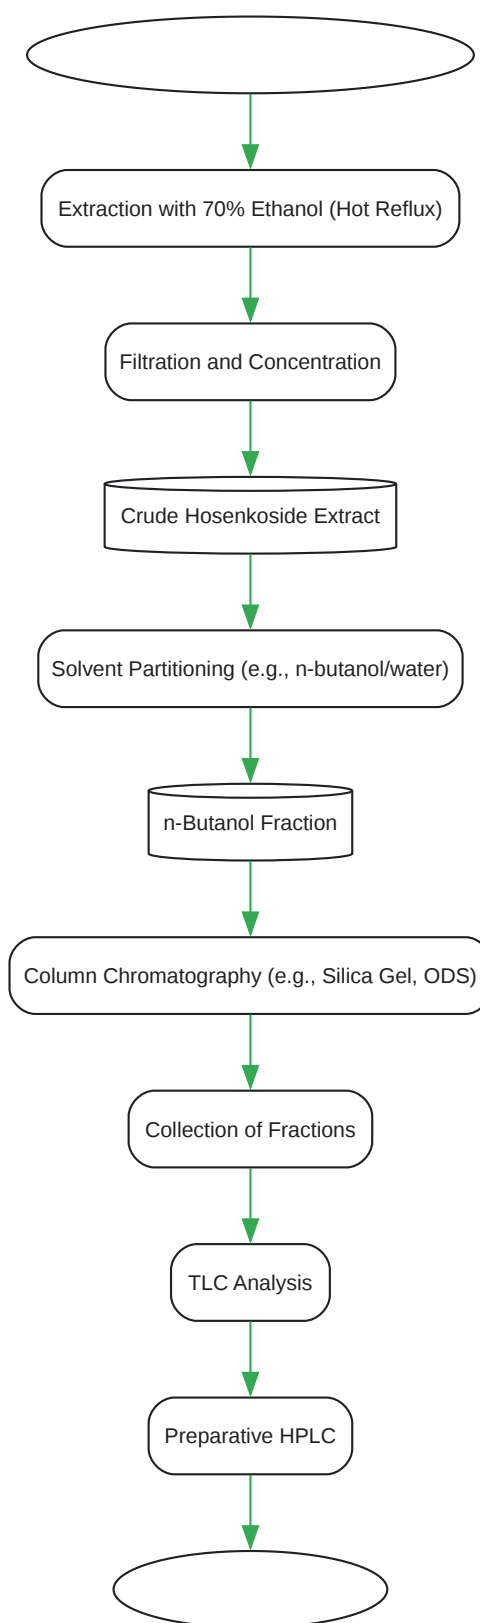 Extraction with 70% Ethanol (Hot Reflux)
Filtration and Concentration
Crude Hosenkoside Extract
Solvent Partitioning (e.g., n-butanol/water)
n-Butanol Fraction
Column Chromatography (e.g., Silica Gel, ODS)
Collection of Fractions
TLC Analysis
Preparative HPLC